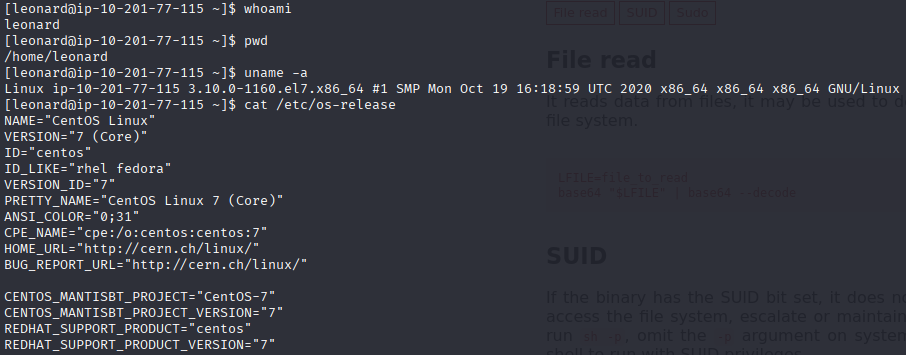 [leonard@ip-10-201-77-115 ~]$ whoami
leonard
[leonard@ip-10-201-77-115 ~]$ pwd
/home/leonard
[leonard@ip-10-201-77-115 ~]$ uname -a
Linux ip-10-201-77-115 3.10.0-1160.el7.x86_64 #1 SMP Mon Oct 19 16:18:59 UTC 2020 x86_64 x86_64 x86_64 GNU/Linux
[leonard@ip-10-201-77-115 ~]$ cat /etc/os-release
NAME="CentOS Linux"
VERSION="7 (Core)"
ID="centos"
ID_LIKE="rhel fedora"
VERSION_ID="7"
PRETTY_NAME="CentOS Linux 7 (Core)"
ANSI_COLOR="0;31"
CPE_NAME="cpe:/o:centos:centos:7"
HOME_URL="http://cern.ch/linux/"
BUG_REPORT_URL="http://cern.ch/linux/"
CENTOS_MANTISBT_PROJECT="CentOS-7"
CENTOS_MANTISBT_PROJECT_VERSION="7"
REDHAT_SUPPORT_PRODUCT="centos"
REDHAT_SUPPORT_PRODUCT_VERSION="7"
File read SUID Sudo
File read
It reads data from files, it may be used to
file system.
LFILE=file_to_read
base64 "$LFILE" | base64 --decode
SUID
If the binary has the SUID bit set, it does
access the file system, escalate or maintain
run sh -p, omit the -p argument on
shell to run with SUID privileges.